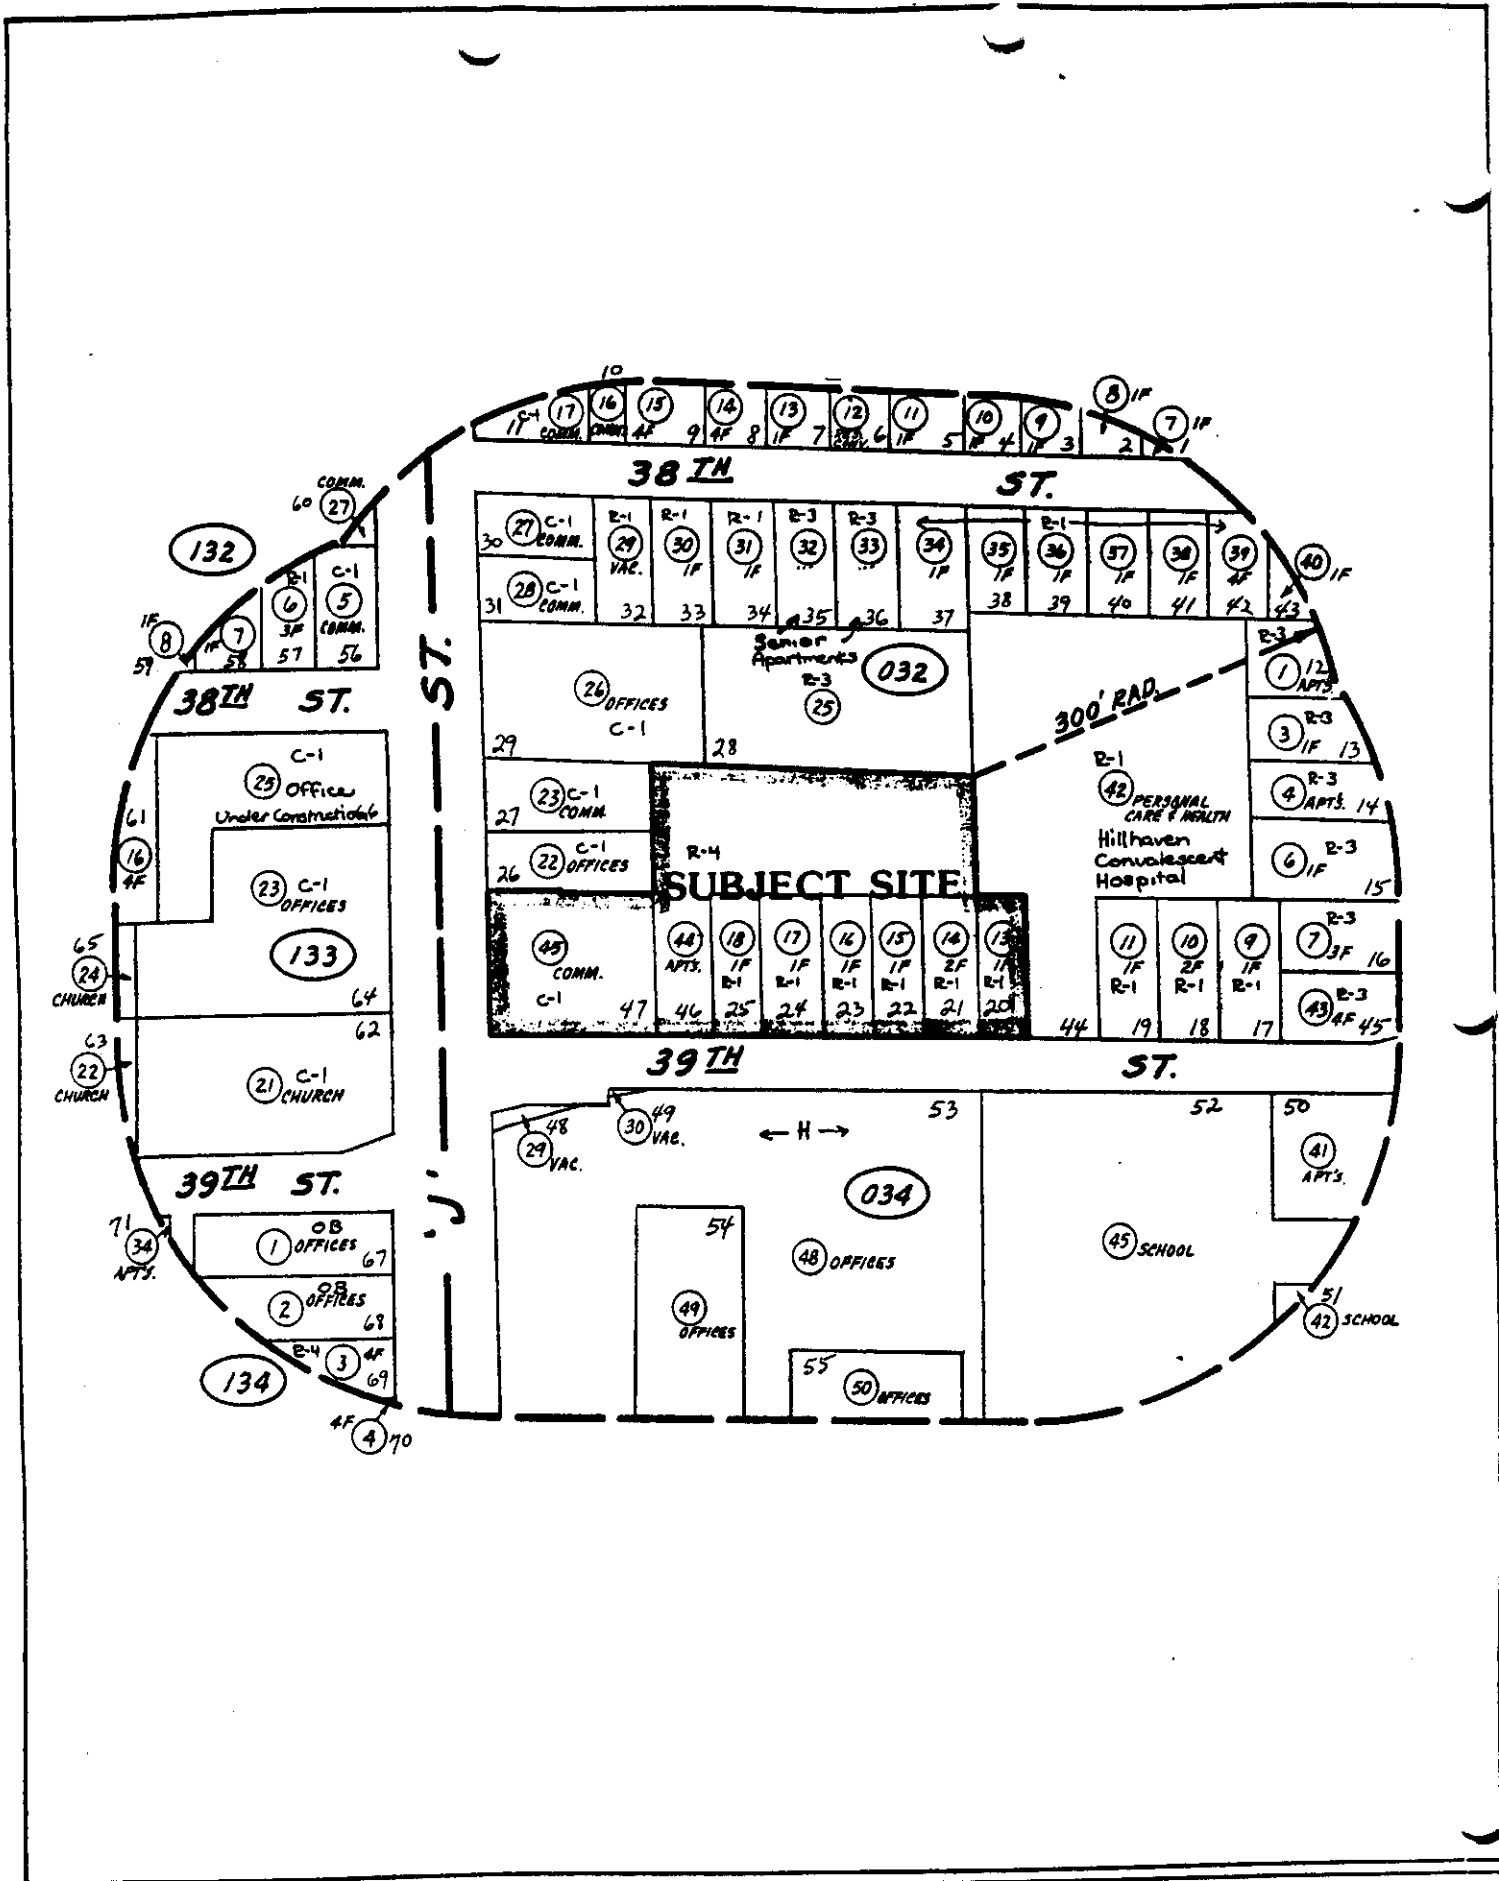 10
8 1F
17 16 15 14 13 12 11 10 9 7 1F
C-1
11 COMM. COMM. 4F 9 4F 8 1F 7 RES. CONV. 6 1F 5 1F 4 1F 3 2 1
38TH ST.
COMM.
60 27
132
30 27 C-1 COMM.
R-1 29 VAC. 32
R-1 30 1F 33
R-1 31 1F 34
R-3 32 ... 35
R-3 33 ... 36
34 1F 37
R-1
35 1F 38
36 1F 39
37 1F 40
38 1F 41
39 4F 42
40 1F
43
31 28 C-1 COMM.
1F 8 59
7 1F 58
R-1 6 3F 57
C-1 5 COMM. 56
38TH ST.
'J' ST.
26 OFFICES
C-1
29
Senior
Apartments
R-3
25
28
032
300' RAD.
R-3
1 12
APTS.
3 R-3
1F 13
4 R-3
APTS. 14
6 R-3
1F 15
R-1
42 PERSONAL
CARE & HEALTH
Hillhaven
Convalescent
Hospital
C-1
25 Office
Under Construction 66
61
16
4F
23 C-1
OFFICES
133
64
65
24
CHURCH
63
22
CHURCH
62
21 C-1
CHURCH
23 C-1
COMM.
27
22 C-1
OFFICES
26
R-4
SUBJECT SITE
45
COMM.
C-1 47
44 APTS. 46
18 1F R-1 25
17 1F R-1 24
16 1F R-1 23
15 1F R-1 22
14 2F R-1 21
13 1F R-1 20
44
11 1F R-1 19
10 2F R-1 18
9 1F R-1 17
7 R-3
3F 16
43 R-3
4F 45
39TH ST.
39TH ST.
48
29 VAC.
49
30 VAC.
← H →
53
52
50
034
41
APT'S.
54
48 OFFICES
45 SCHOOL
49
OFFICES
51
42 SCHOOL
55
50 OFFICES
71
34
APT'S.
OB
1 OFFICES
67
OB
2 OFFICES
68
R-4 3 4F
69
134
4F
4 70